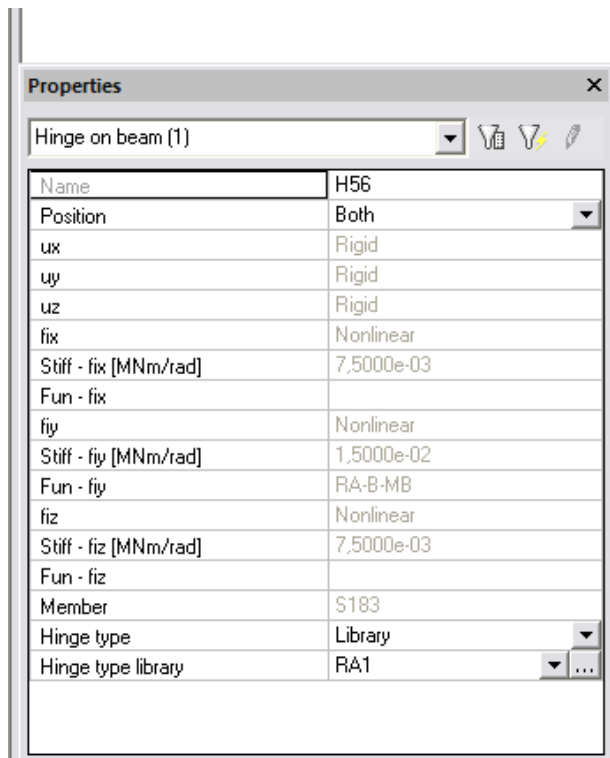 Properties
Hinge on beam (1)
Name H56
Position Both
ux Rigid
uy Rigid
uz Rigid
fix Nonlinear
Stiff - fix [MNm/rad] 7,5000e-03
Fun - fix
fiy Nonlinear
Stiff - fiy [MNm/rad] 1,5000e-02
Fun - fiy RA-B-MB
fiz Nonlinear
Stiff - fiz [MNm/rad] 7,5000e-03
Fun - fiz
Member S183
Hinge type Library
Hinge type library RA1 ...